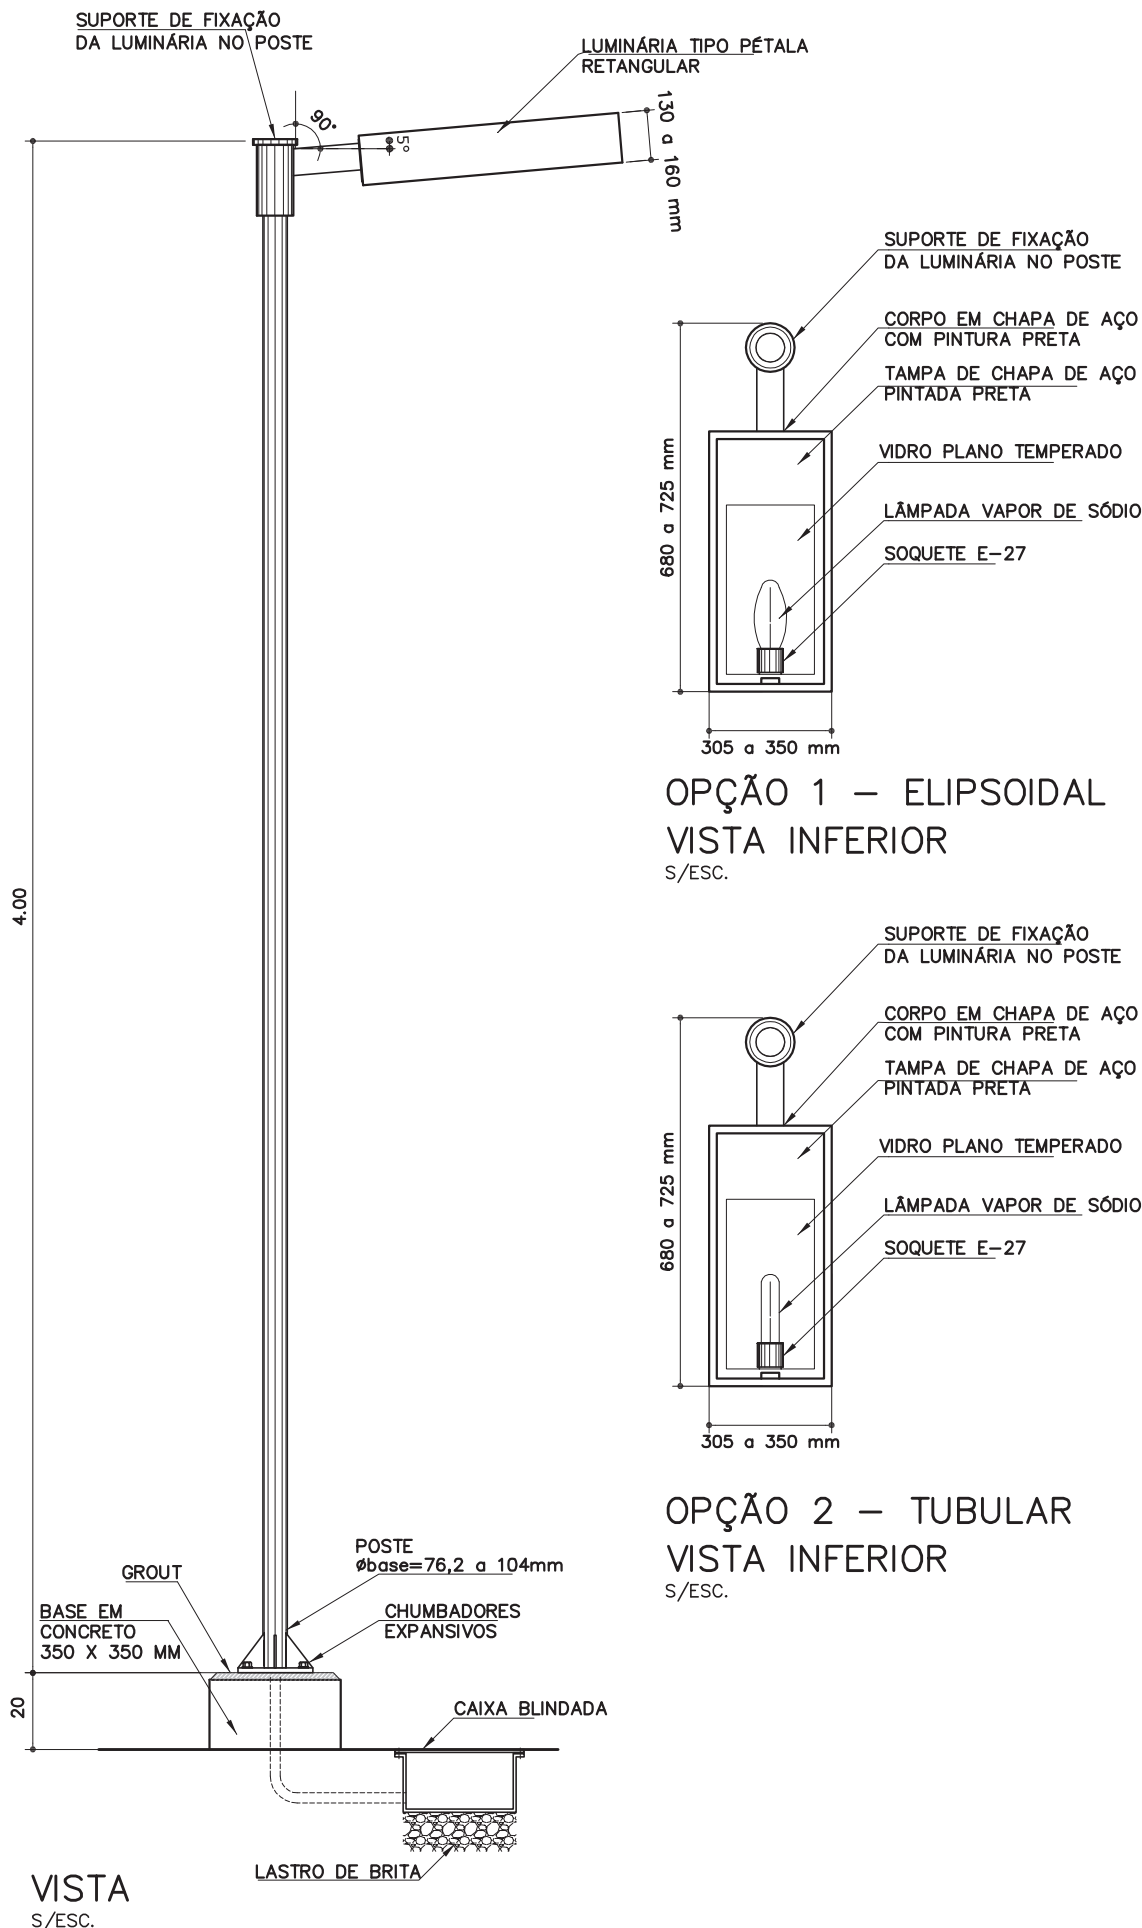 SUPORTE DE FIXAÇÃO
DA LUMINÁRIA NO POSTE
LUMINÁRIA TIPO PÉTALA
RETANGULAR
90°
5°
130 a 160 mm
4.00
SUPORTE DE FIXAÇÃO
DA LUMINÁRIA NO POSTE
CORPO EM CHAPA DE AÇO
COM PINTURA PRETA
TAMPA DE CHAPA DE AÇO
PINTADA PRETA
VIDRO PLANO TEMPERADO
LÂMPADA VAPOR DE SÓDIO
SOQUETE E-27
680 a 725 mm
305 a 350 mm
OPÇÃO 1 - ELIPSOIDAL
VISTA INFERIOR
S/ESC.
SUPORTE DE FIXAÇÃO
DA LUMINÁRIA NO POSTE
CORPO EM CHAPA DE AÇO
COM PINTURA PRETA
TAMPA DE CHAPA DE AÇO
PINTADA PRETA
VIDRO PLANO TEMPERADO
LÂMPADA VAPOR DE SÓDIO
SOQUETE E-27
680 a 725 mm
305 a 350 mm
OPÇÃO 2 - TUBULAR
VISTA INFERIOR
S/ESC.
POSTE
Øbase=76,2 a 104mm
GROUT
BASE EM
CONCRETO
350 X 350 MM
CHUMBADORES
EXPANSIVOS
20
CAIXA BLINDADA
LASTRO DE BRITA
VISTA
S/ESC.